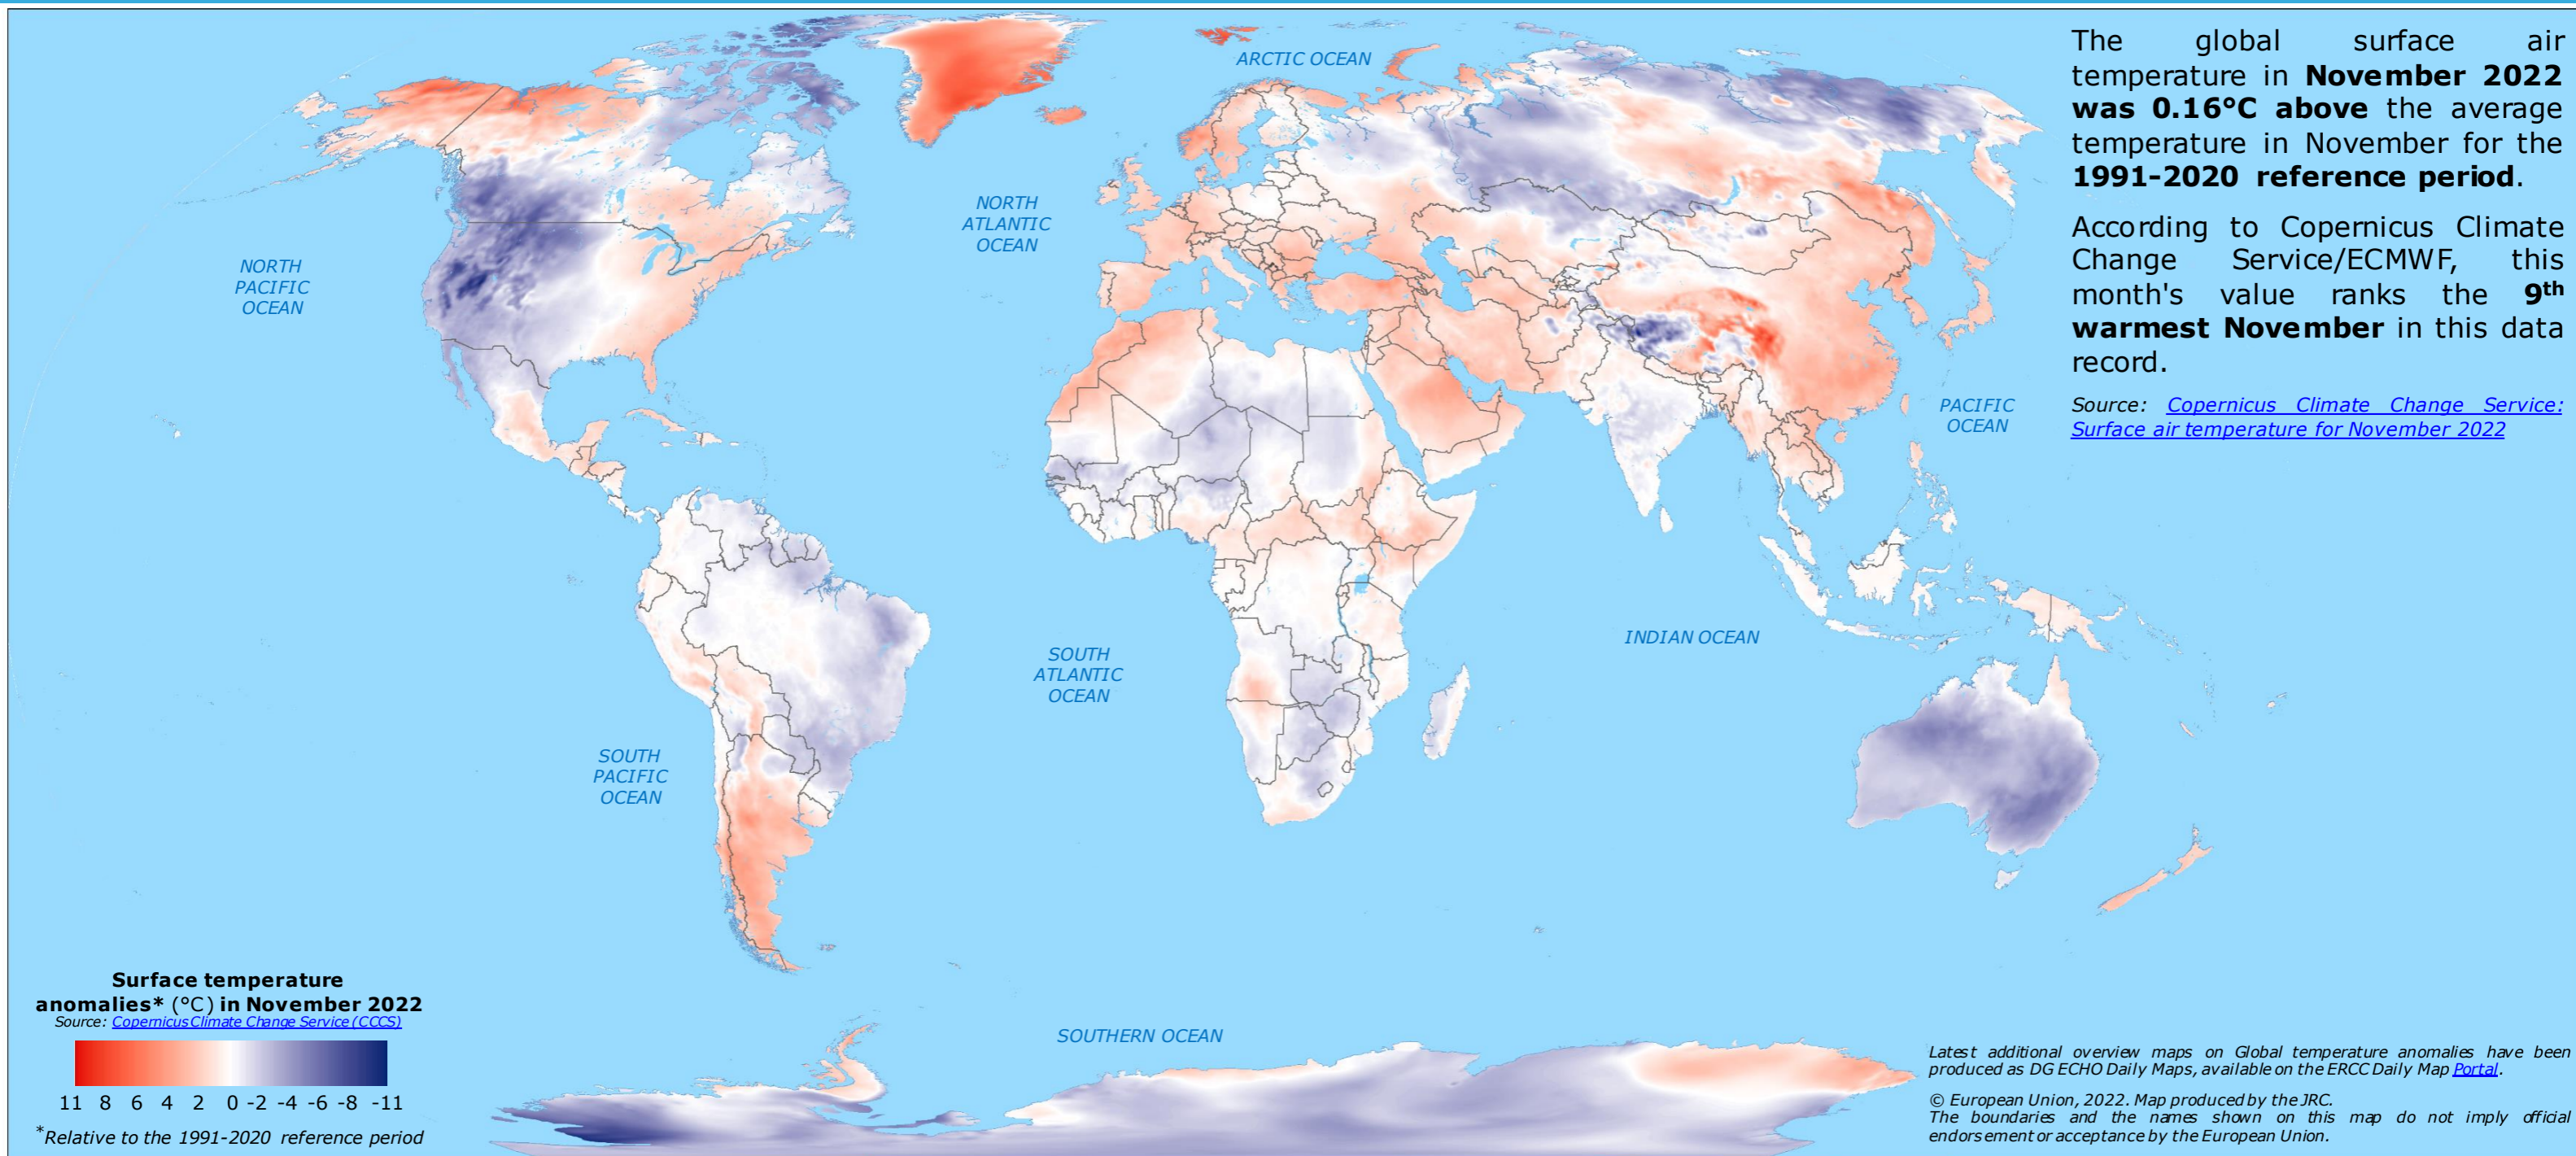 The global surface air
temperature in November 2022
was 0.16°C above the average
temperature in November for the
1991-2020 reference period.
According to Copernicus Climate
Change Service/ECMWF, this
month's value ranks the 9th
warmest November in this data
record.
Source: Copernicus Climate Change Service:
Surface air temperature for November 2022
ARCTIC OCEAN
NORTH
ATLANTIC
OCEAN
NORTH
PACIFIC
OCEAN
PACIFIC
OCEAN
INDIAN OCEAN
SOUTH
ATLANTIC
OCEAN
SOUTH
PACIFIC
OCEAN
SOUTHERN OCEAN
Surface temperature
anomalies* (°C) in November 2022
Source: Copernicus Climate Change Service (CCCS)
11 8 6 4 2 0 -2 -4 -6 -8 -11
*Relative to the 1991-2020 reference period
Latest additional overview maps on Global temperature anomalies have been
produced as DG ECHO Daily Maps, available on the ERCC Daily Map Portal.
© European Union, 2022. Map produced by the JRC.
The boundaries and the names shown on this map do not imply official
endorsement or acceptance by the European Union.